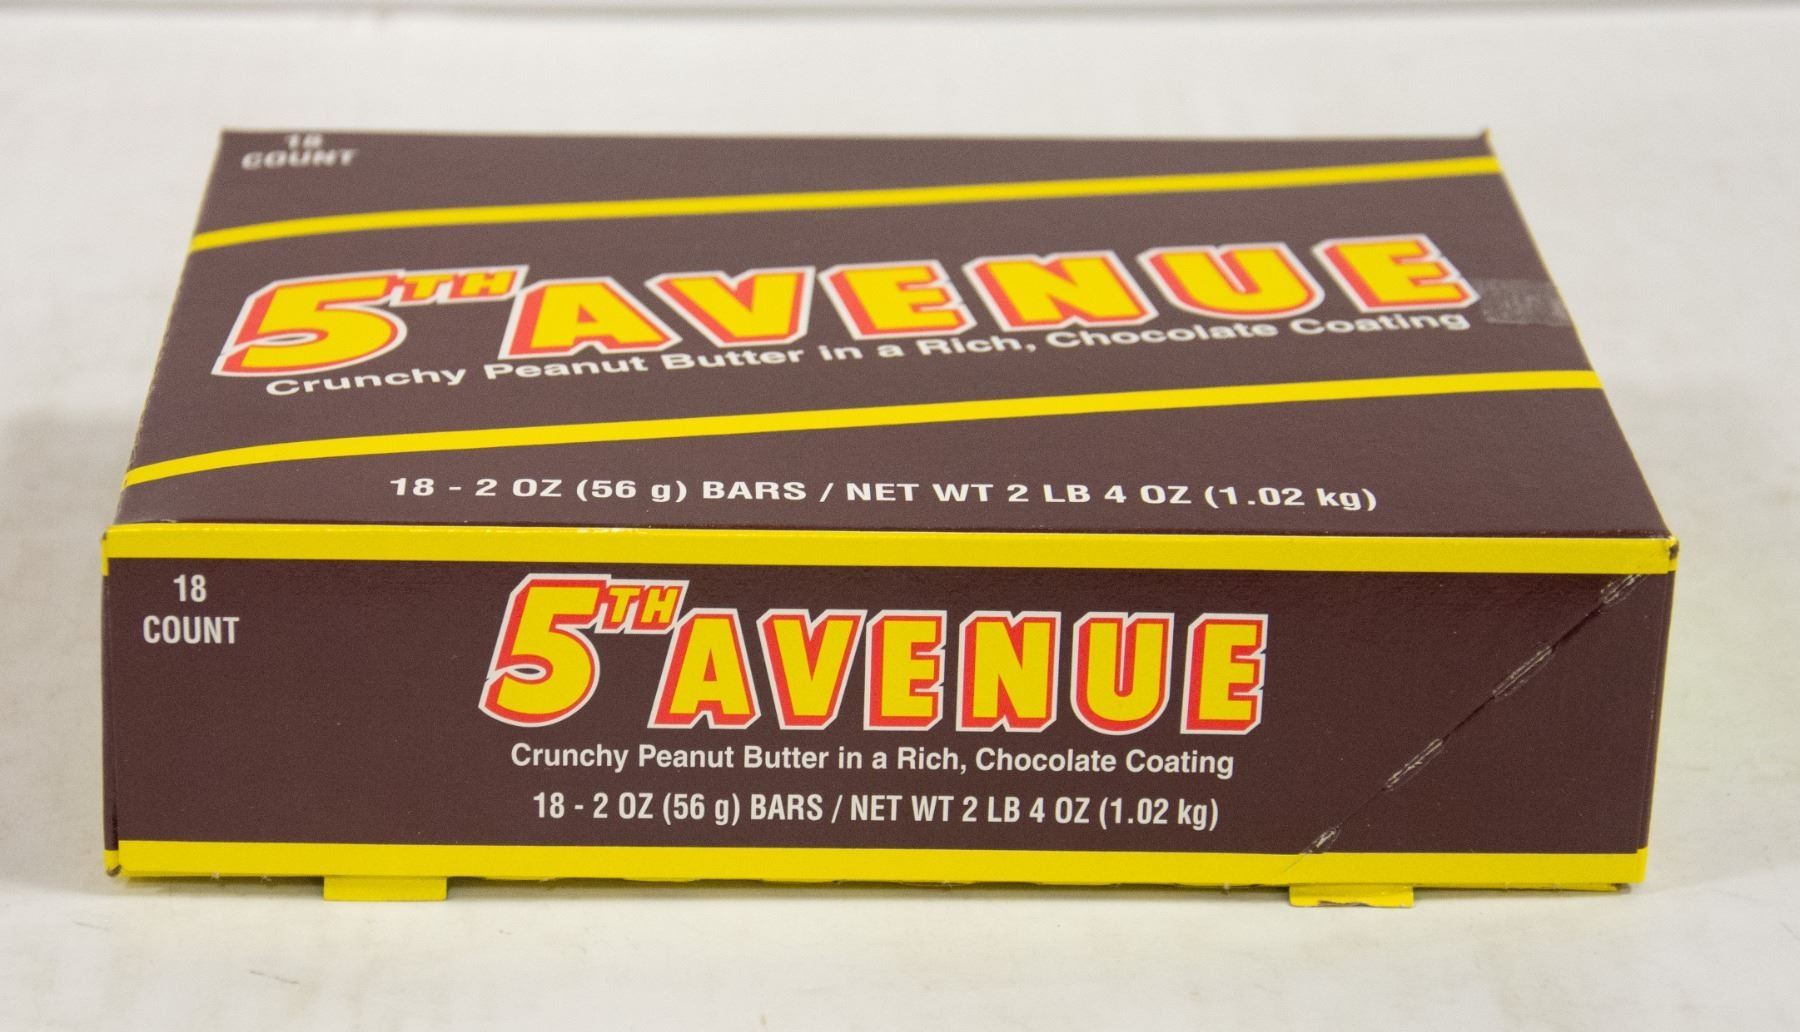 18
COUNT
5TH AVENUE
Crunchy Peanut Butter in a Rich, Chocolate Coating
18 - 2 OZ (56 g) BARS / NET WT 2 LB 4 OZ (1.02 kg)
18
COUNT
5TH AVENUE
Crunchy Peanut Butter in a Rich, Chocolate Coating
18 - 2 OZ (56 g) BARS / NET WT 2 LB 4 OZ (1.02 kg)